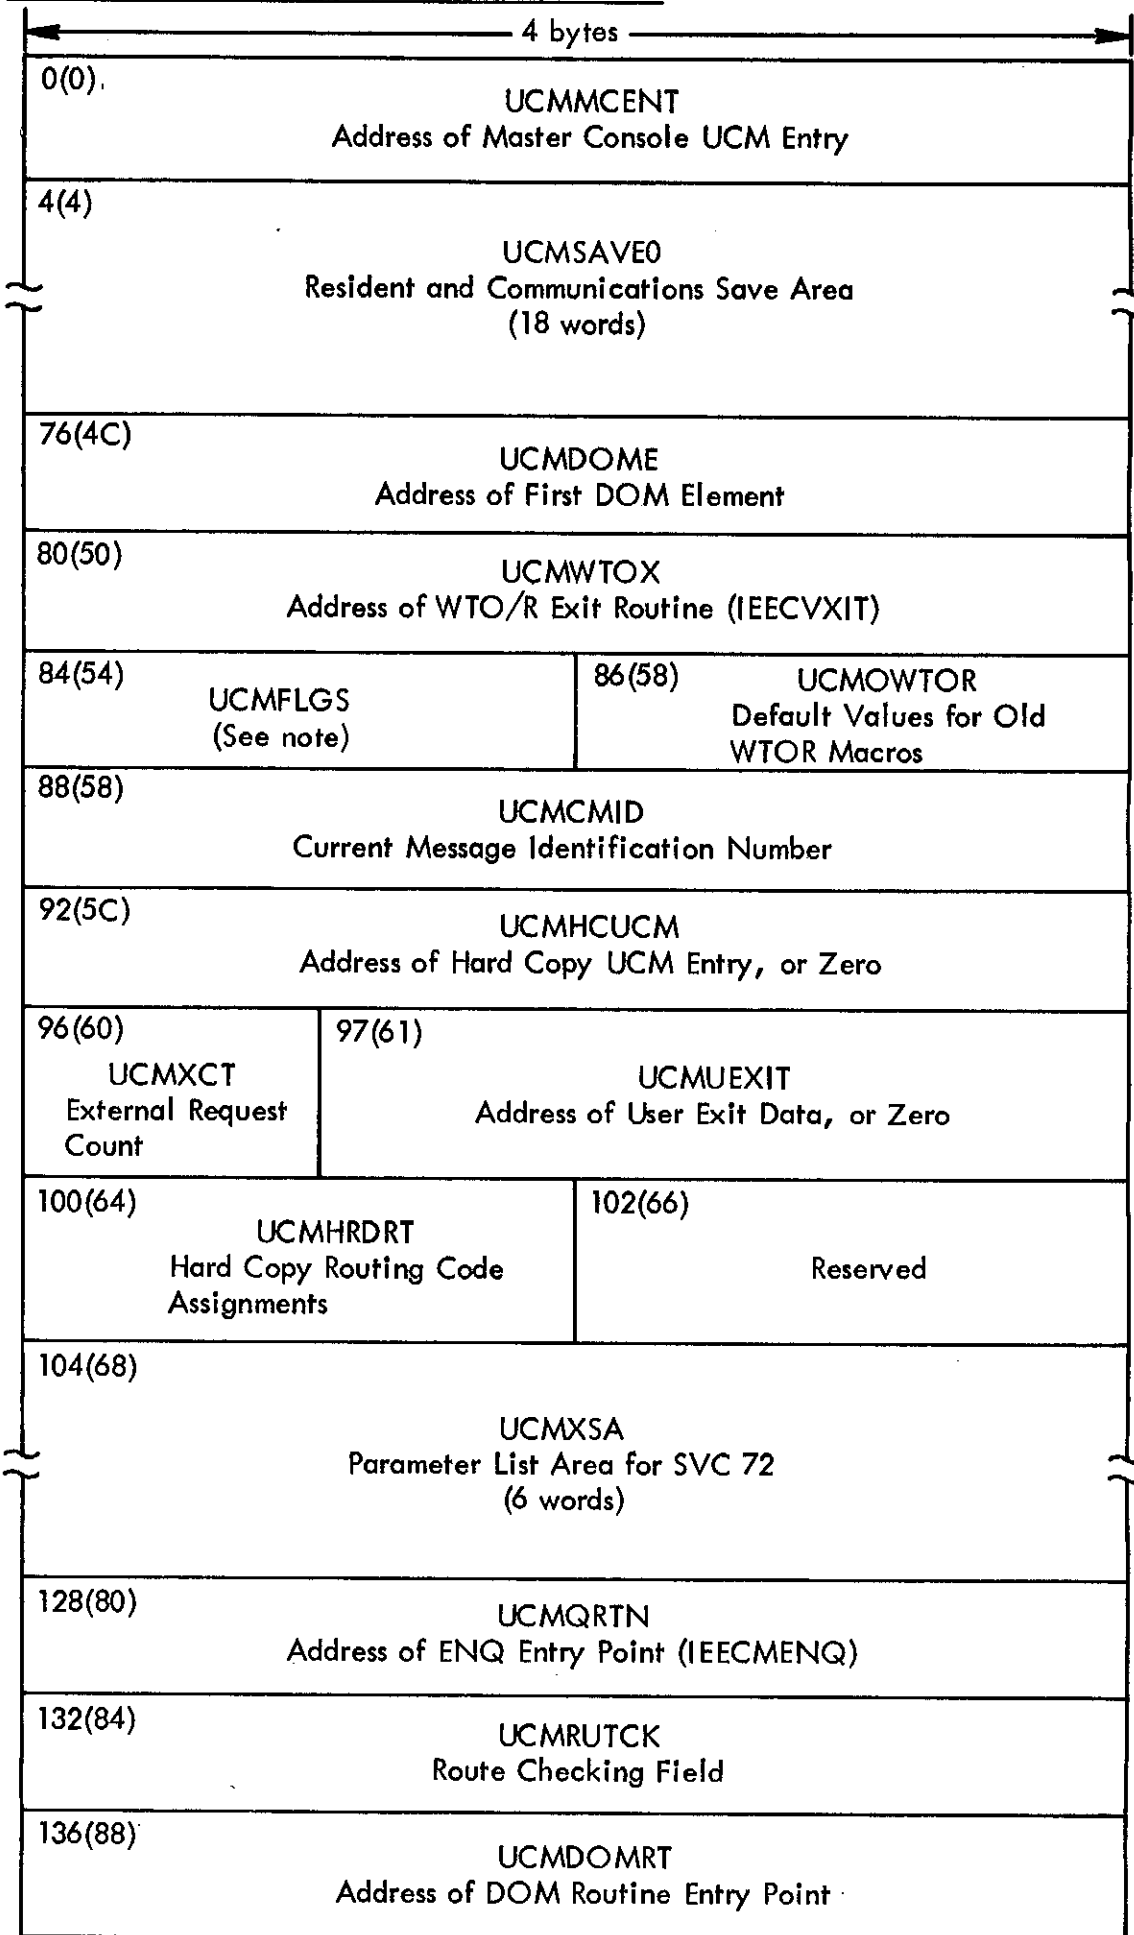 4 bytes
0(0)
UCMMCENT
Address of Master Console UCM Entry
4(4)
UCMSAVE0
Resident and Communications Save Area
(18 words)
76(4C)
UCMDOME
Address of First DOM Element
80(50)
UCMWTOX
Address of WTO/R Exit Routine (IEECVXIT)
84(54)
UCMFLGS
(See note)
86(58)
UCMOWTOR
Default Values for Old
WTOR Macros
88(58)
UCMCMID
Current Message Identification Number
92(5C)
UCMHCUCM
Address of Hard Copy UCM Entry, or Zero
96(60)
UCMXCT
External Request
Count
97(61)
UCMUEXIT
Address of User Exit Data, or Zero
100(64)
UCMHRDRT
Hard Copy Routing Code
Assignments
102(66)
Reserved
104(68)
UCMXSA
Parameter List Area for SVC 72
(6 words)
128(80)
UCMQRTN
Address of ENQ Entry Point (IEECMENQ)
132(84)
UCMRUTCK
Route Checking Field
136(88)
UCMDOMRT
Address of DOM Routine Entry Point